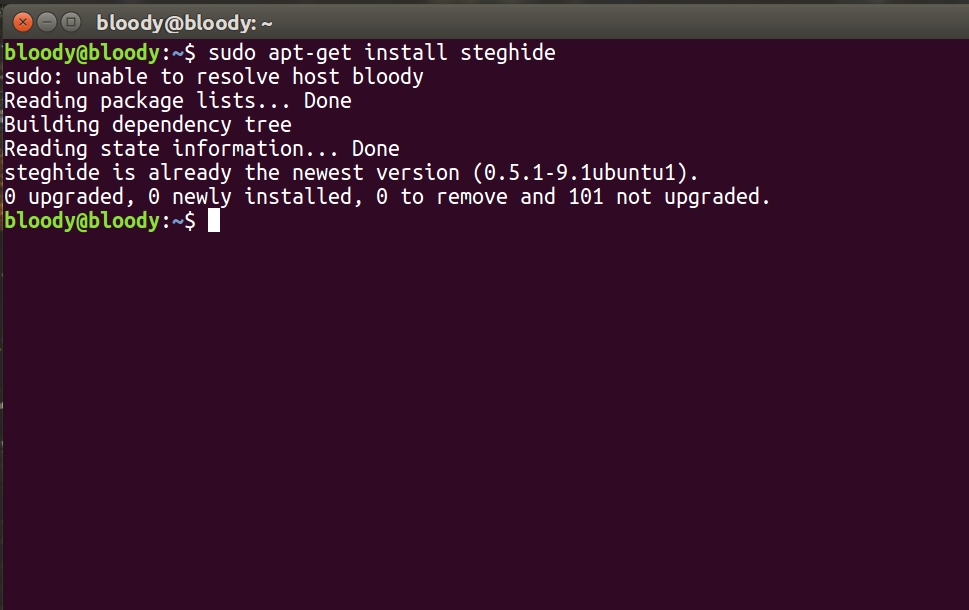 bloody@bloody: ~
bloody@bloody:~$ sudo apt-get install steghide
sudo: unable to resolve host bloody
Reading package lists... Done
Building dependency tree
Reading state information... Done
steghide is already the newest version (0.5.1-9.1ubuntu1).
0 upgraded, 0 newly installed, 0 to remove and 101 not upgraded.
bloody@bloody:~$